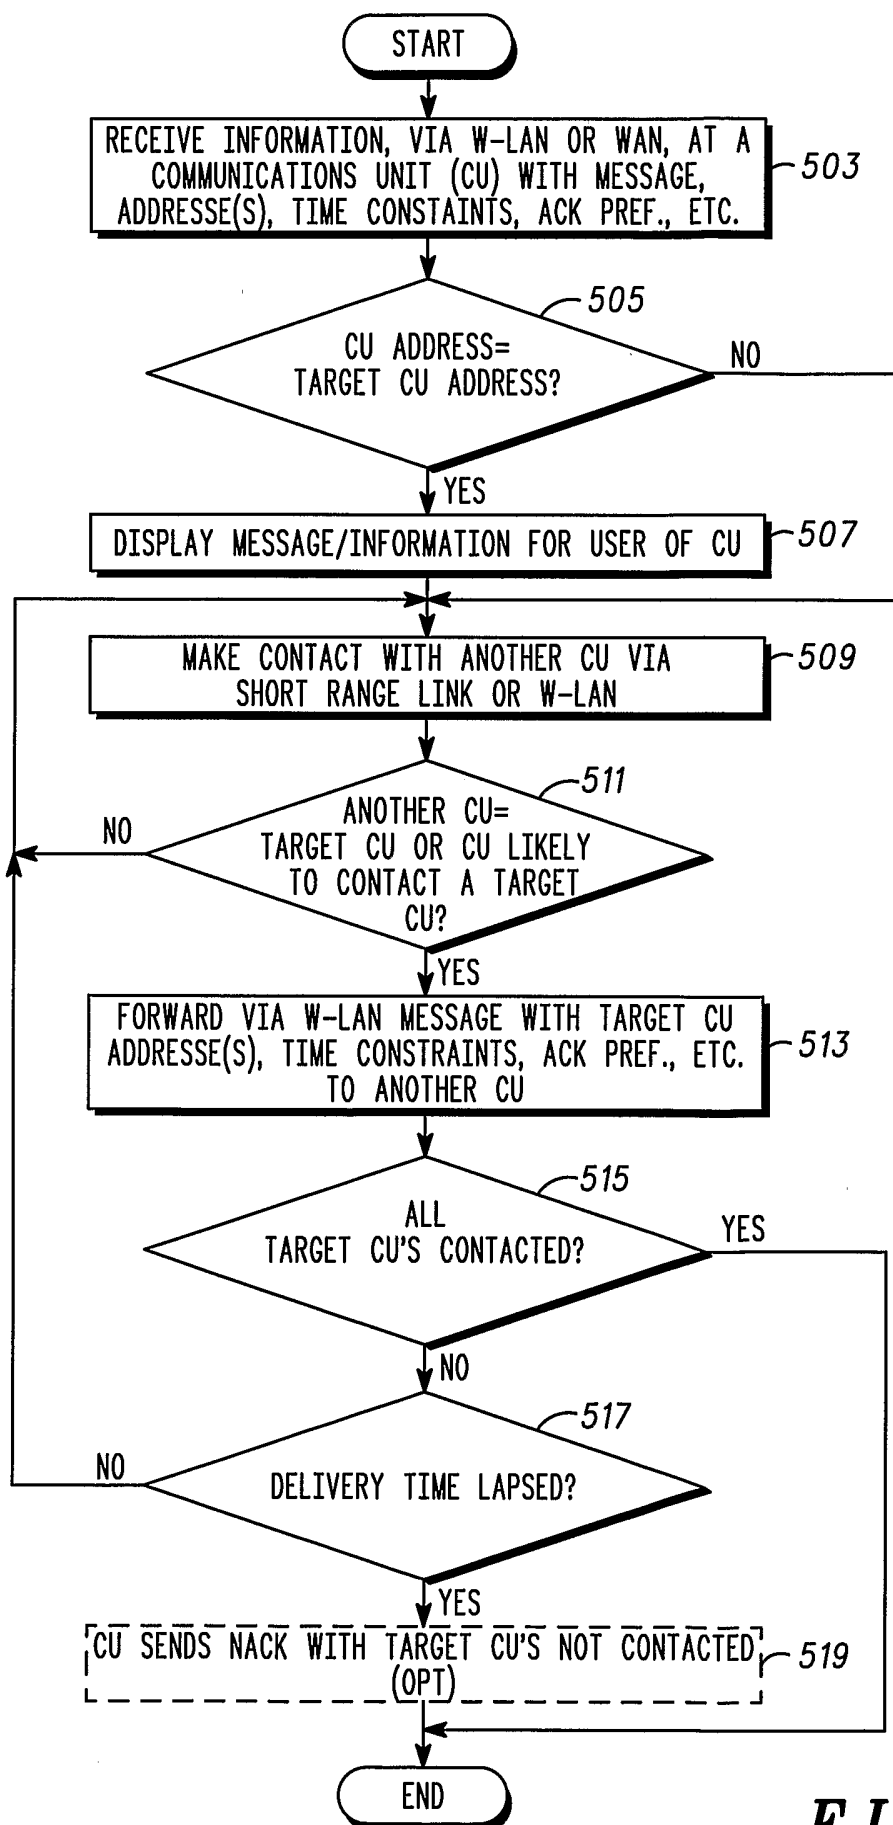 START
RECEIVE INFORMATION, VIA W-LAN OR WAN, AT A
COMMUNICATIONS UNIT (CU) WITH MESSAGE,
ADDRESSE(S), TIME CONSTAINTS, ACK PREF., ETC.
503
505
CU ADDRESS=
TARGET CU ADDRESS?
NO
YES
DISPLAY MESSAGE/INFORMATION FOR USER OF CU
507
MAKE CONTACT WITH ANOTHER CU VIA
SHORT RANGE LINK OR W-LAN
509
511
ANOTHER CU=
TARGET CU OR CU LIKELY
TO CONTACT A TARGET
CU?
NO
YES
FORWARD VIA W-LAN MESSAGE WITH TARGET CU
ADDRESSE(S), TIME CONSTRAINTS, ACK PREF., ETC.
TO ANOTHER CU
513
515
ALL
TARGET CU'S CONTACTED?
YES
NO
517
DELIVERY TIME LAPSED?
NO
YES
CU SENDS NACK WITH TARGET CU'S NOT CONTACTED
(OPT)
519
END